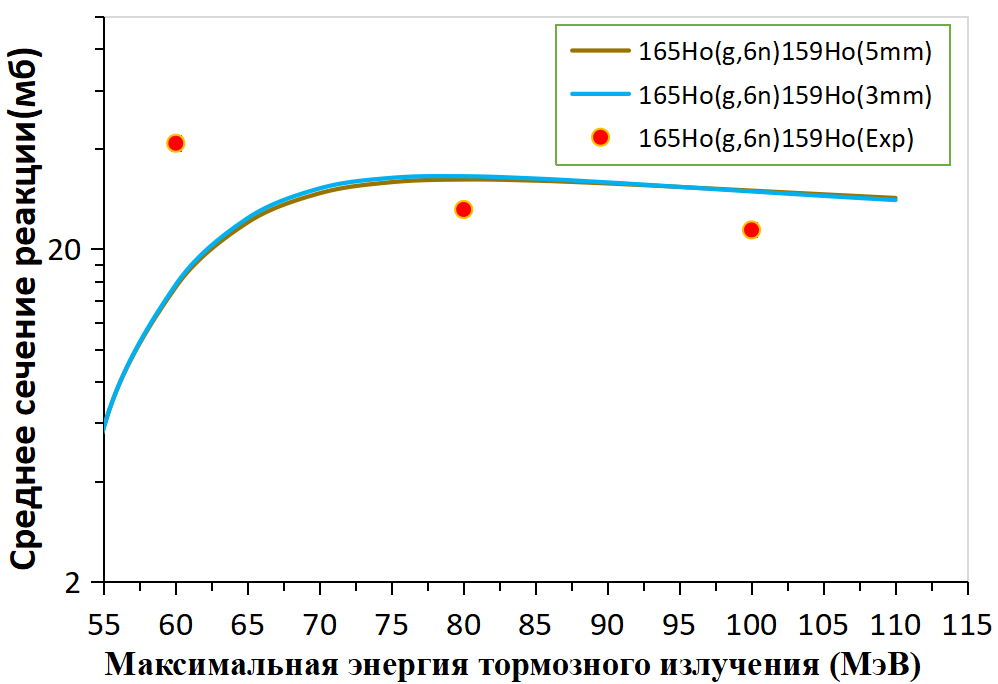 Среднее сечение реакции(мб)
165Ho(g,6n)159Ho(5mm)
165Ho(g,6n)159Ho(3mm)
165Ho(g,6n)159Ho(Exp)
20
2
55 60 65 70 75 80 85 90 95 100 105 110 115
Максимальная энергия тормозного излучения (МэВ)